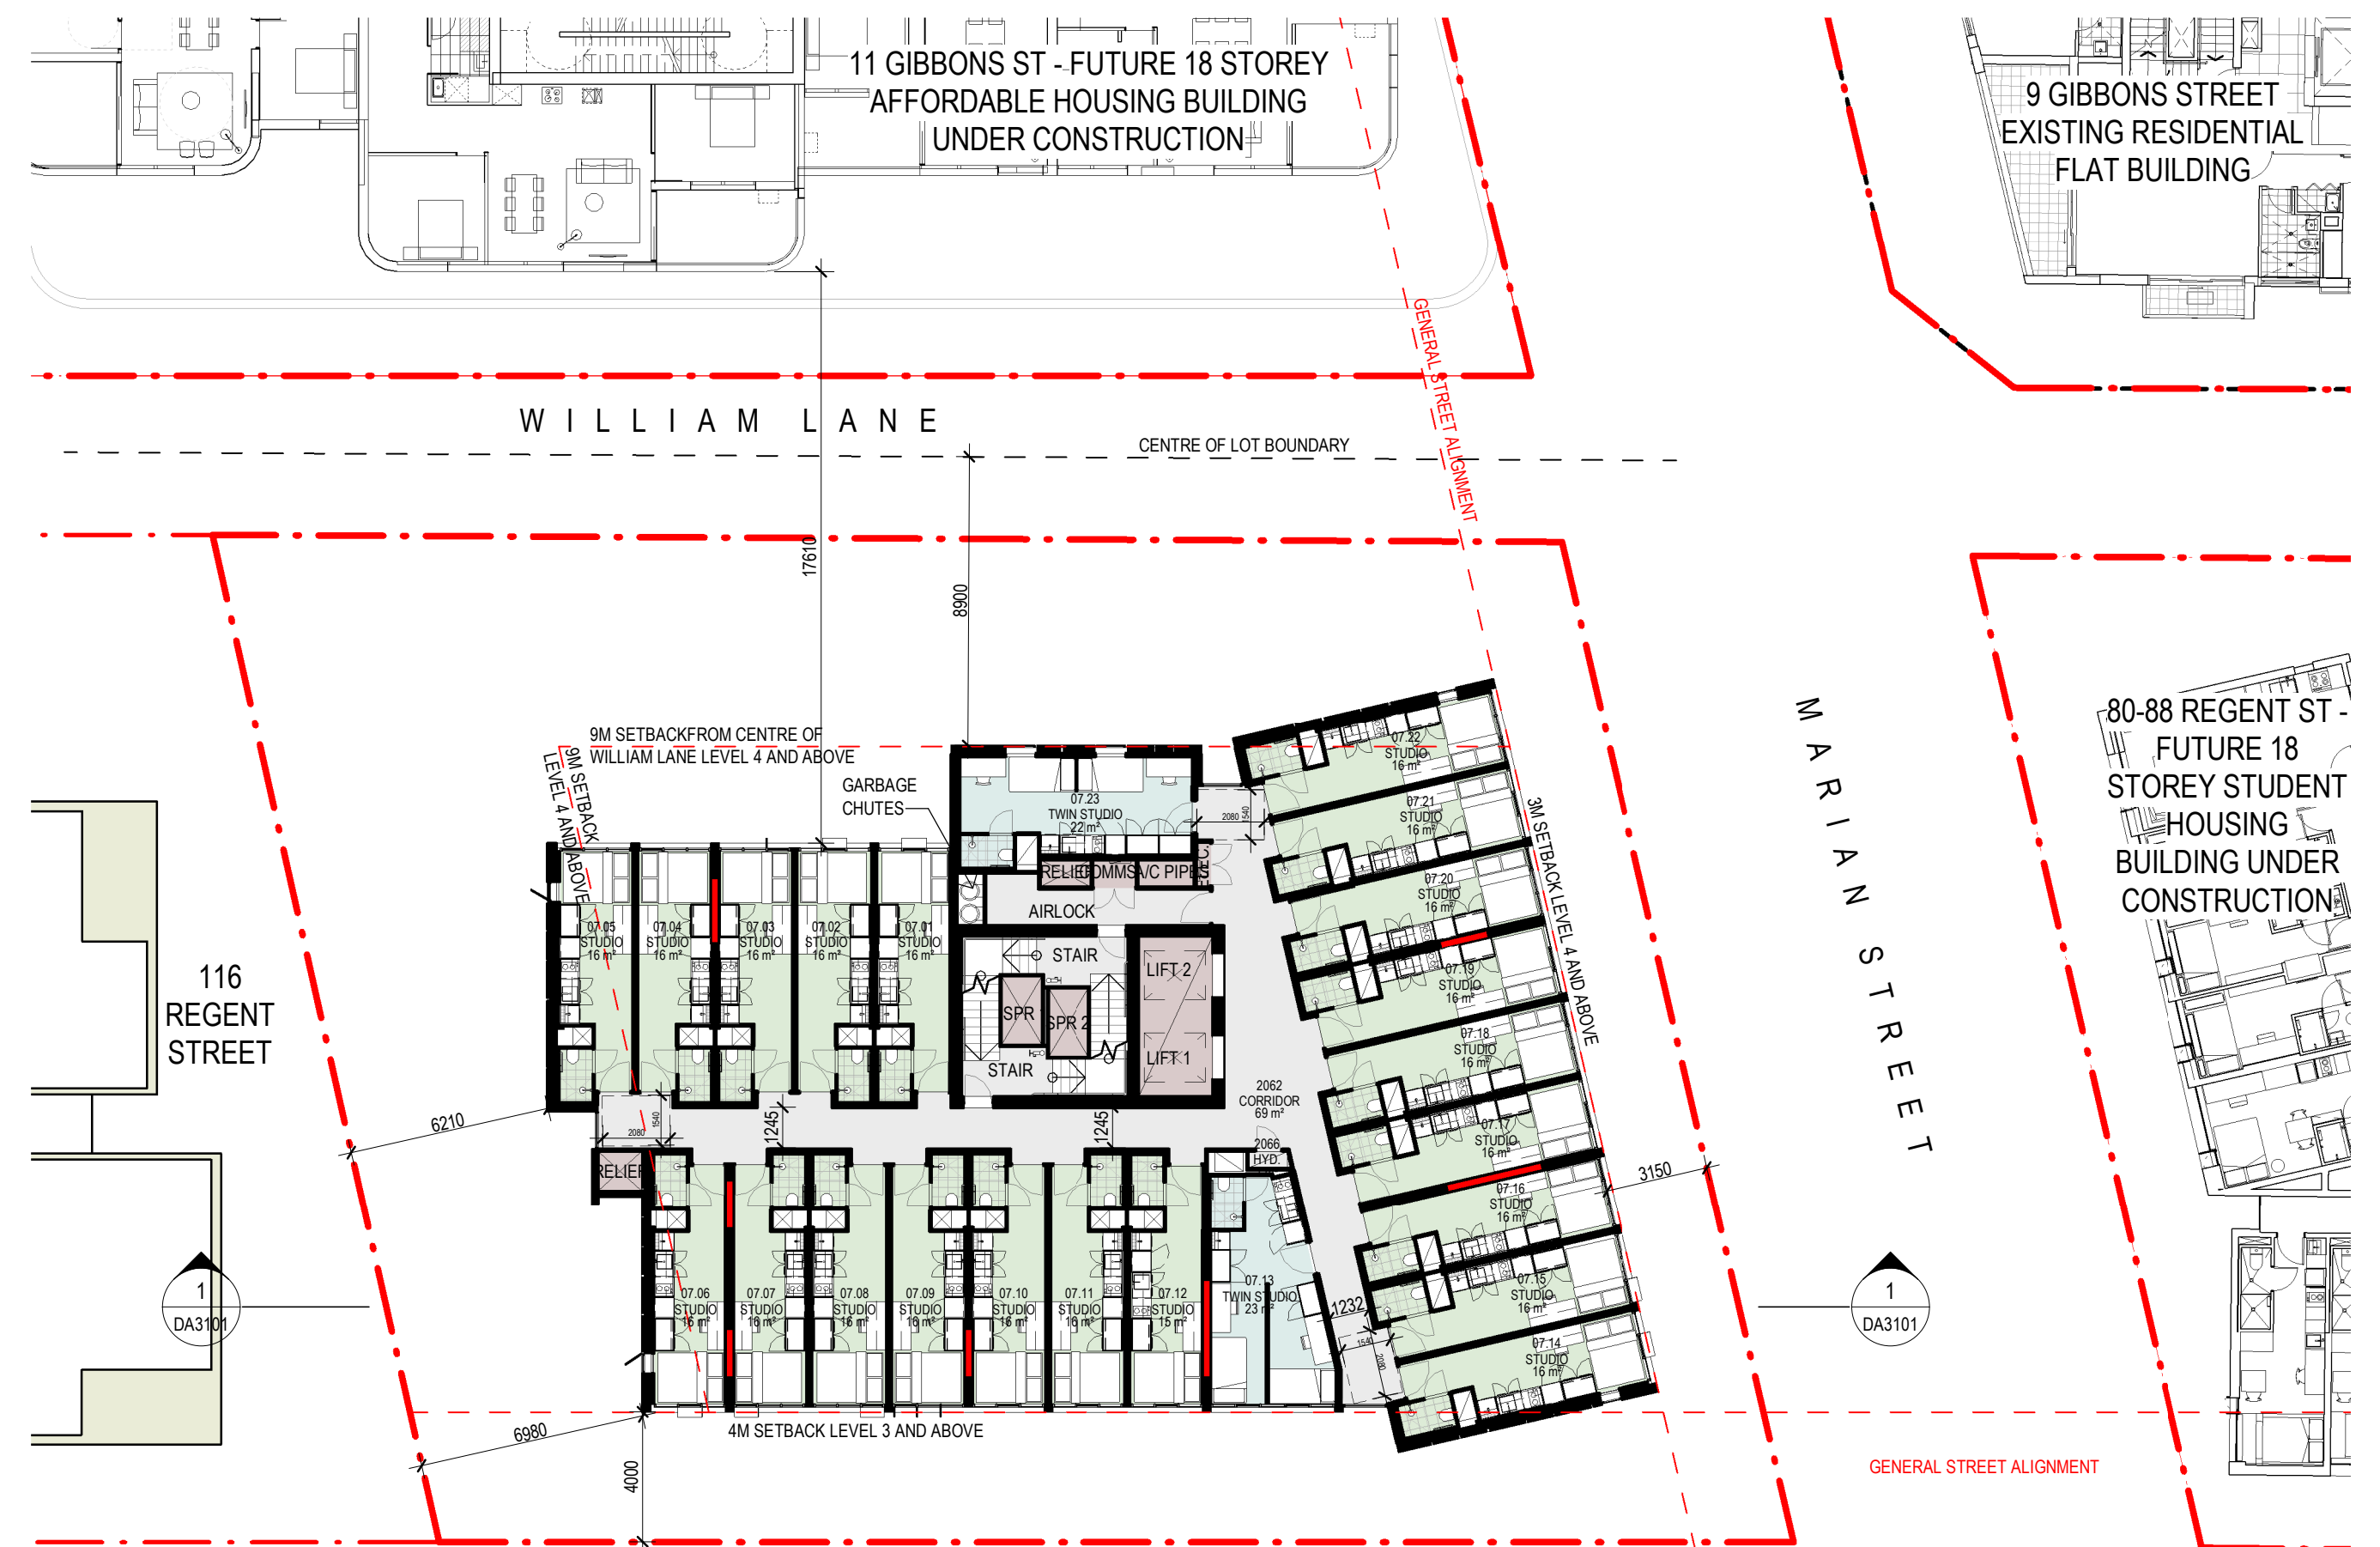 11 GIBBONS ST - FUTURE 18 STOREY
AFFORDABLE HOUSING BUILDING
UNDER CONSTRUCTION
9 GIBBONS STREET
EXISTING RESIDENTIAL
FLAT BUILDING
GENERAL STREET ALIGNMENT
WILLIAM LANE
CENTRE OF LOT BOUNDARY
17610
8900
MARIAN STREET
80-88 REGENT ST -
FUTURE 18
STOREY STUDENT
HOUSING
BUILDING UNDER
CONSTRUCTION
9M SETBACKFROM CENTRE OF
WILLIAM LANE LEVEL 4 AND ABOVE
9M SETBACK
LEVEL 4 AND ABOVE
GARBAGE
CHUTES
3M SETBACK LEVEL 4 AND ABOVE
07.22
STUDIO
16 m²
07.23
TWIN STUDIO
22 m²
2080
1540
07.21
STUDIO
16 m²
RELIEF
COMMS
A/C PIPES
ELEC.
07.20
STUDIO
16 m²
AIRLOCK
07.05
STUDIO
16 m²
07.04
STUDIO
16 m²
07.03
STUDIO
16 m²
07.02
STUDIO
16 m²
07.01
STUDIO
16 m²
STAIR
LIFT 2
07.19
STUDIO
16 m²
116
REGENT
STREET
SPR
SPR 2
07.18
STUDIO
16 m²
STAIR
LIFT 1
2062
CORRIDOR
69 m²
6210
2080
1540
1245
1245
07.17
STUDIO
16 m²
2066
HYD.
RELIEF
3150
07.16
STUDIO
16 m²
07.06
STUDIO
16 m²
07.07
STUDIO
16 m²
07.08
STUDIO
16 m²
07.09
STUDIO
16 m²
07.10
STUDIO
16 m²
07.11
STUDIO
16 m²
07.12
STUDIO
15 m²
07.13
TWIN STUDIO
23 m²
1232
07.15
STUDIO
16 m²
1
DA3101
1
DA3101
1540
2080
07.14
STUDIO
16 m²
6980
4M SETBACK LEVEL 3 AND ABOVE
4000
GENERAL STREET ALIGNMENT